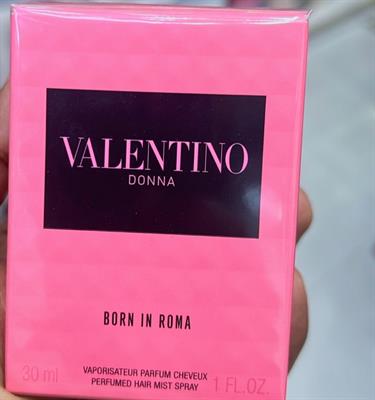 VALENTINO
DONNA
BORN IN ROMA
VAPORISATEUR PARFUM CHEVEUX
30 ml PERFUMED HAIR MIST SPRAY 1 FL.OZ.